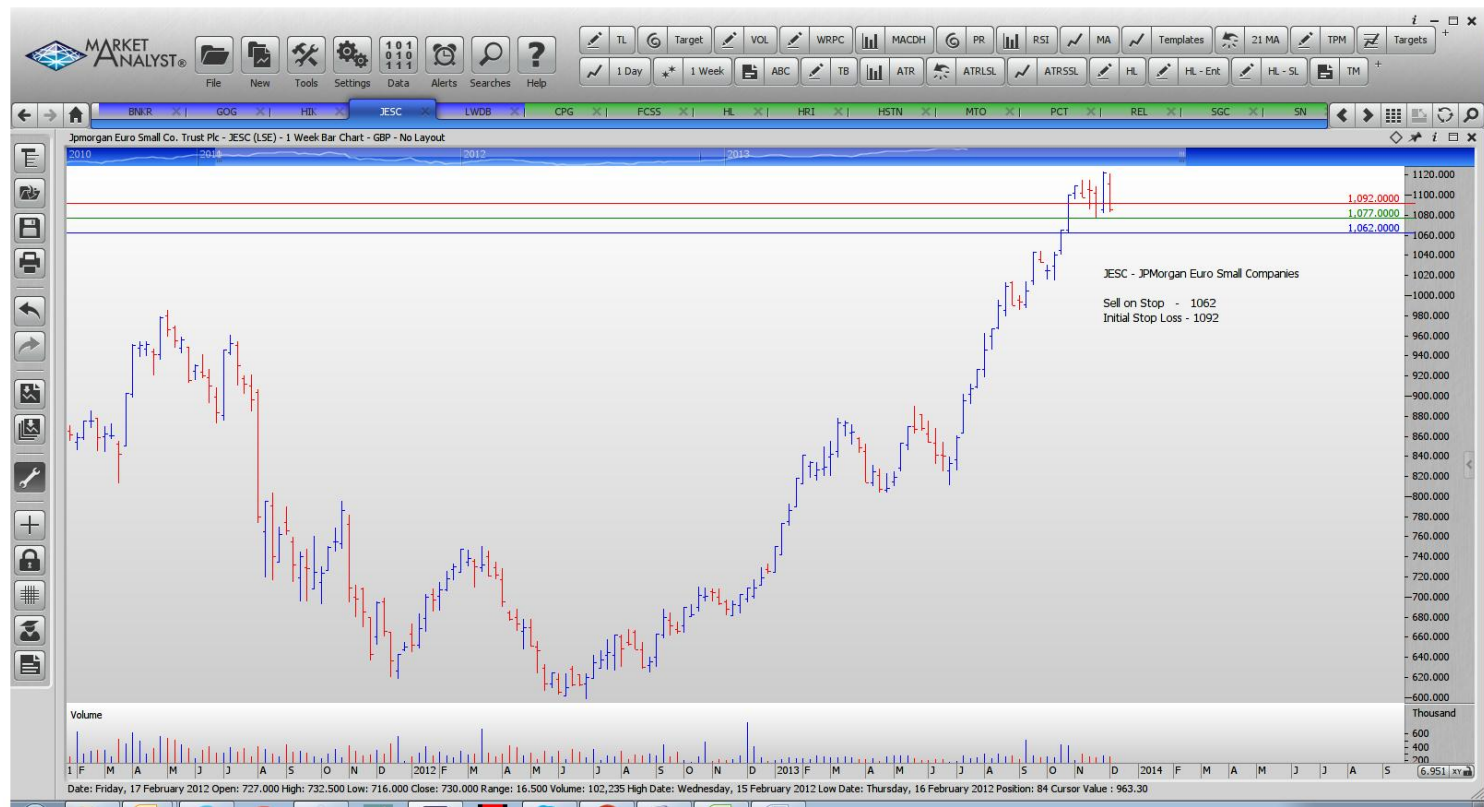 MARKET ANALYST®
File New Tools Settings Data Alerts Searches Help
TL Target VOL WRPC MACDH PR RSI MA Templates 21 MA TPM Targets
1 Day 1 Week ABC TB ATR ATRLSL ATRSSL HL HL - Ent HL - SL TM
BNKR GOG HIK JESC LWDB CPG FCSS HL HRI HSTN MTO PCT REL SGC SN
Jpmorgan Euro Small Co. Trust Plc - JESC (LSE) - 1 Week Bar Chart - GBP - No Layout
2010 2011 2012 2013
1120.000
1,092.0000
1100.000
1,077.0000
1080.000
1,062.0000
1060.000
1040.000
JESC - JPMorgan Euro Small Companies
1020.000
Sell on Stop - 1062
1000.000
Initial Stop Loss - 1092
980.000
960.000
940.000
920.000
900.000
880.000
860.000
840.000
820.000
800.000
780.000
760.000
740.000
720.000
700.000
680.000
660.000
640.000
620.000
600.000
Volume
Thousand
600
400
200
1 F M A M J J A S O N D 2012 F M A M J J A S O N D 2013 F M A M J J A S O N D 2014 F M A M J J A S
6.951 XY
Date: Friday, 17 February 2012 Open: 727.000 High: 732.500 Low: 716.000 Close: 730.000 Range: 16.500 Volume: 102,235 High Date: Wednesday, 15 February 2012 Low Date: Thursday, 16 February 2012 Position: 84 Cursor Value : 963.30